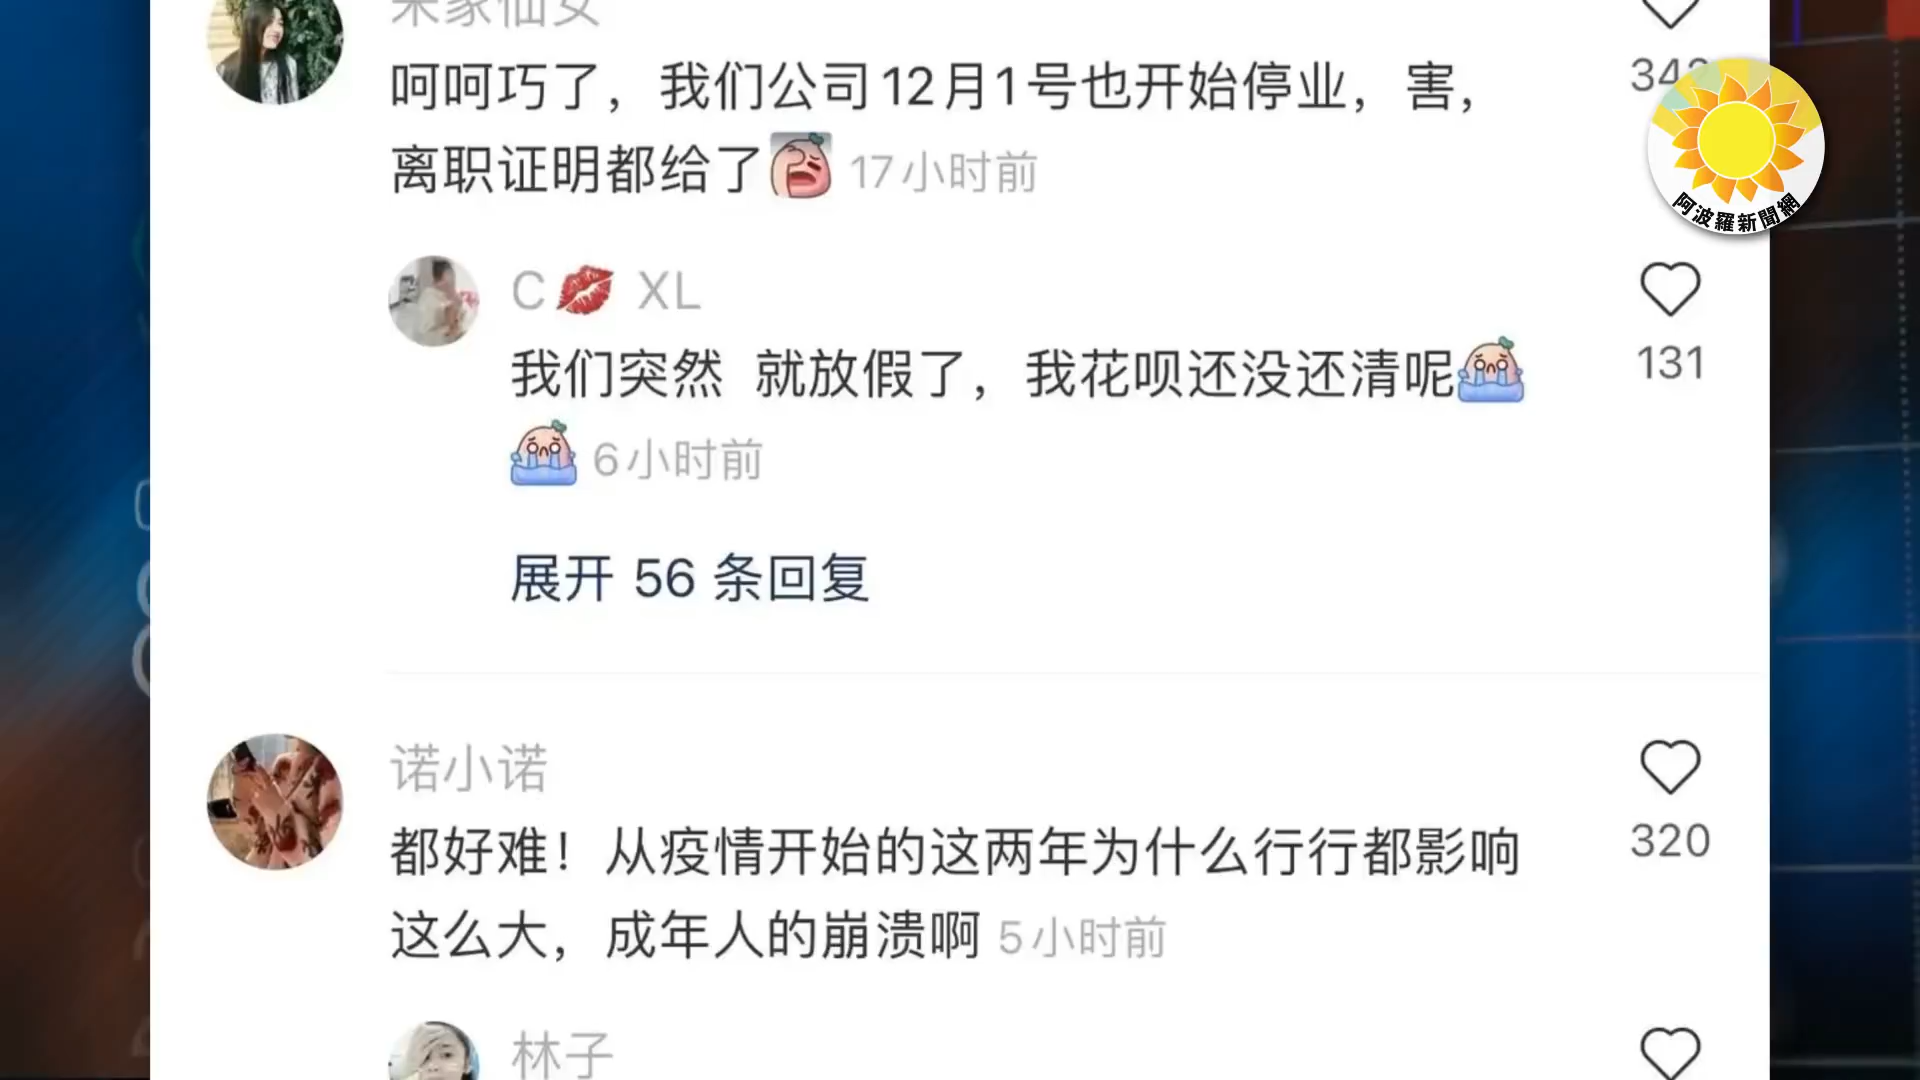 呵呵巧了，我们公司12月1号也开始停业，害，
离职证明都给了 17小时前
阿波羅新聞網
C XL
我们突然 就放假了，我花呗还没还清呢
131
6小时前
展开 56 条回复
诺小诺
都好难！从疫情开始的这两年为什么行行都影响
320
这么大，成年人的崩溃啊 5小时前
林子